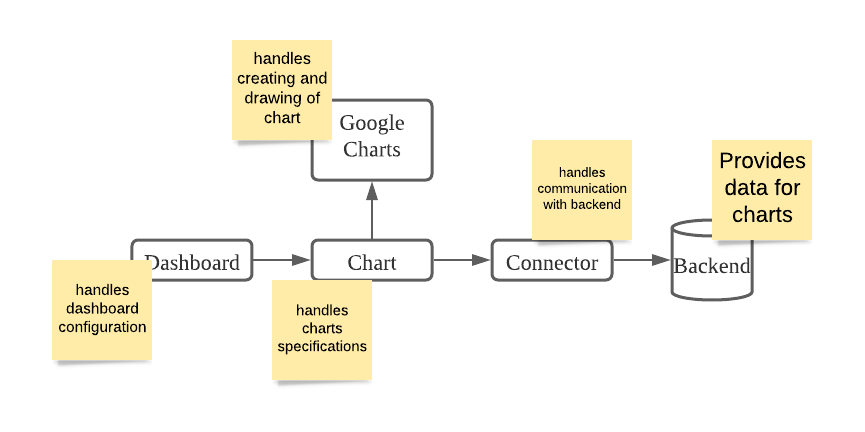 handles
creating and
drawing of
chart
Google
Charts
handles
communication
with backend
Provides
data for
charts
Dashboard
Chart
Connector
Backend
handles
dashboard
configuration
handles
charts
specifications